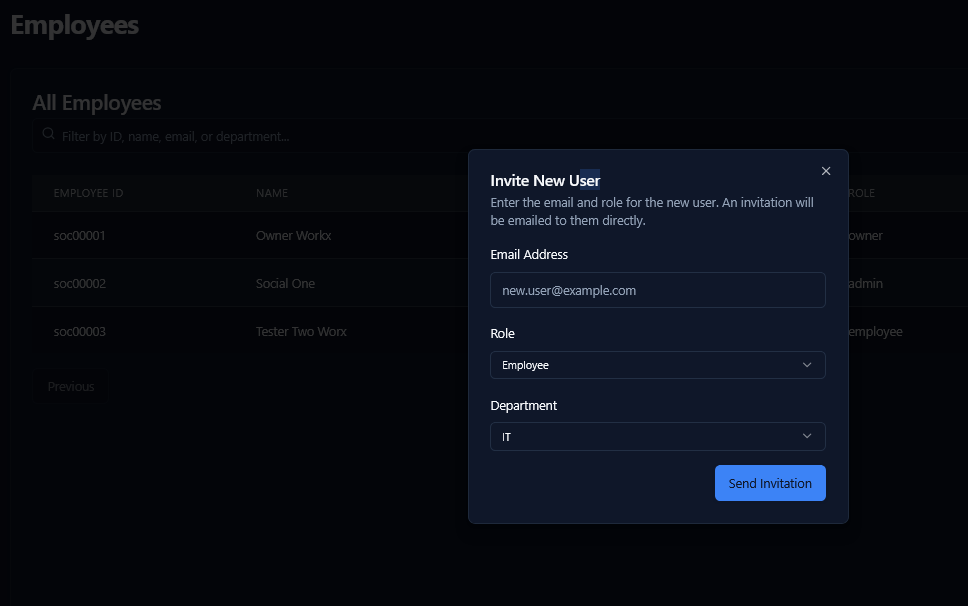 Employees
All Employees
Filter by ID, name, email, or department...
EMPLOYEE ID NAME ROLE
soc00001 Owner Workx owner
soc00002 Social One admin
soc00003 Tester Two Worx employee
Previous
Invite New User
Enter the email and role for the new user. An invitation will
be emailed to them directly.
Email Address
new.user@example.com
Role
Employee
Department
IT
Send Invitation